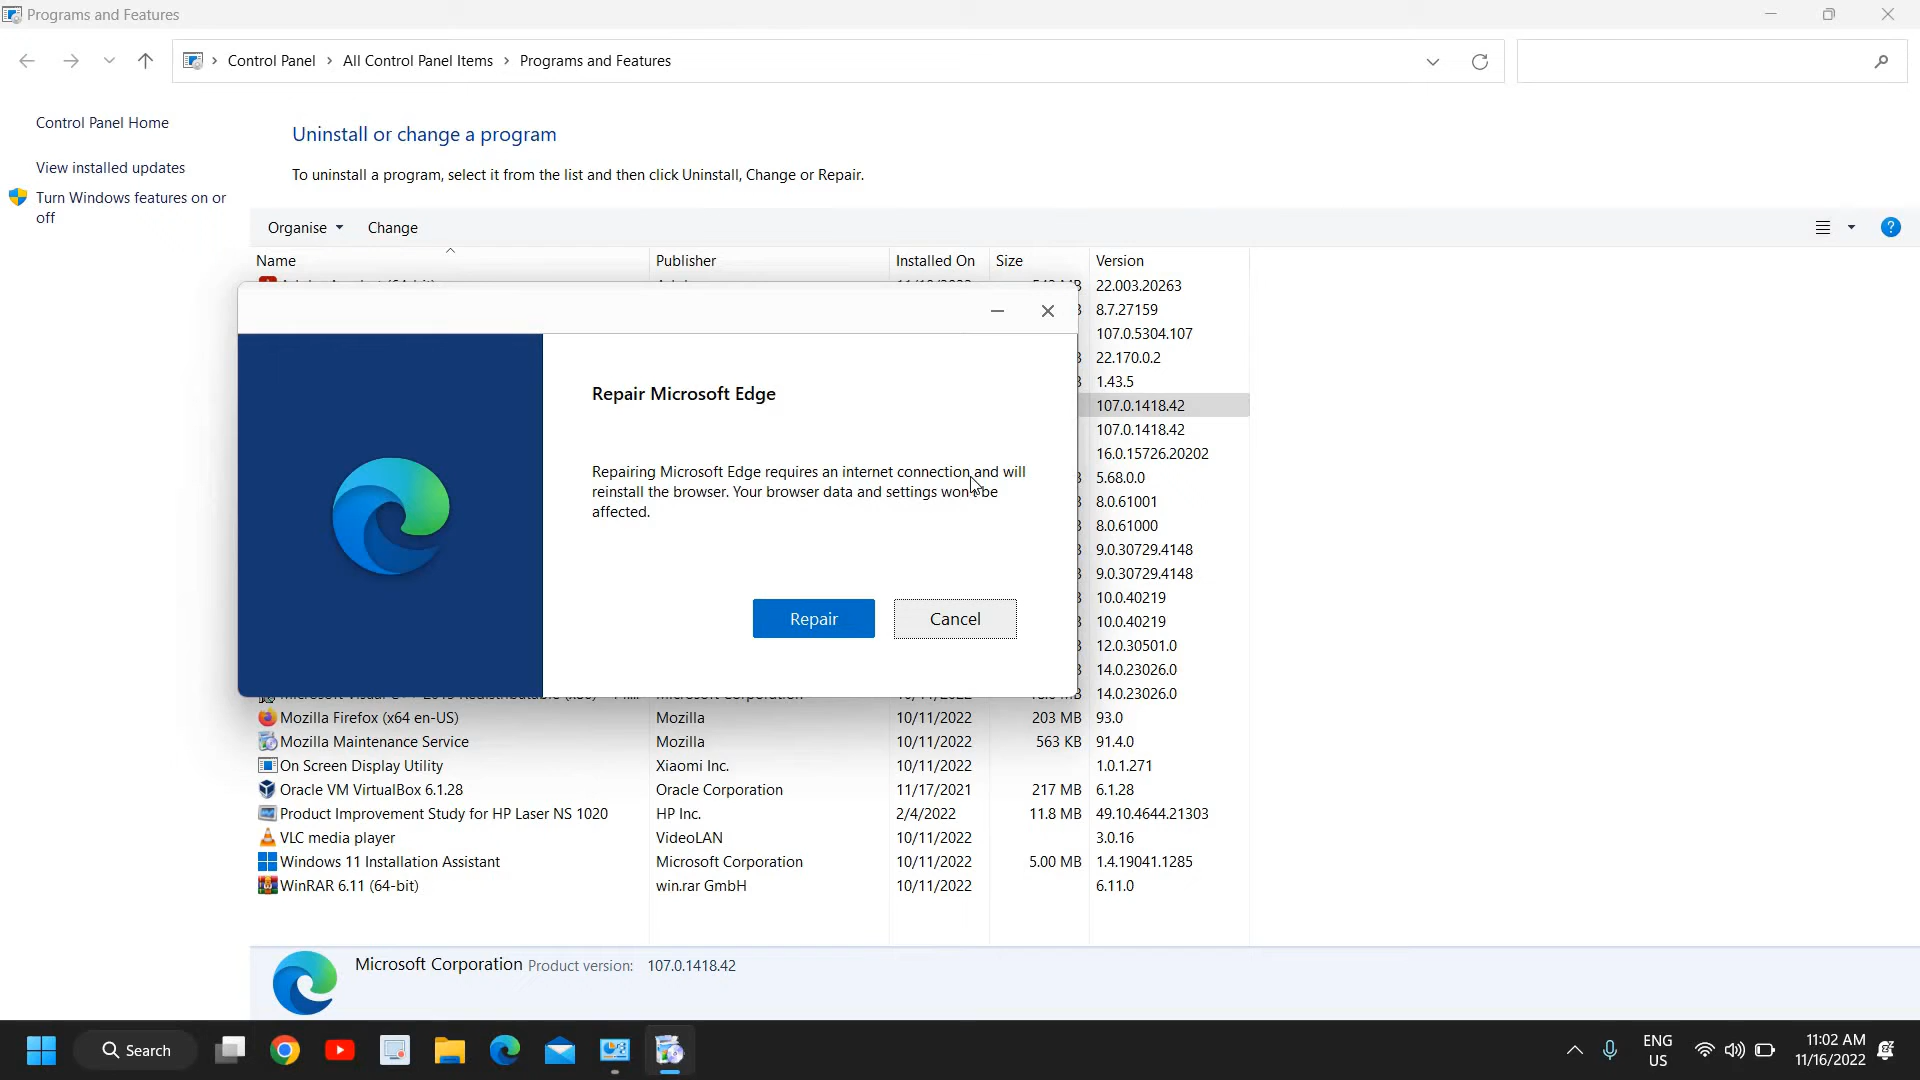 Programs and Features
Control Panel > All Control Panel Items > Programs and Features
Control Panel Home
View installed updates
Turn Windows features on or
off
Uninstall or change a program
To uninstall a program, select it from the list and then click Uninstall, Change or Repair.
Organise Change
Name Publisher Installed On Size Version
22.003.20263
8.7.27159
107.0.5304.107
22.170.0.2
1.43.5
107.0.1418.42
107.0.1418.42
16.0.15726.20202
5.68.0.0
8.0.61001
8.0.61000
9.0.30729.4148
9.0.30729.4148
10.0.40219
10.0.40219
12.0.30501.0
14.0.23026.0
14.0.23026.0
Repair Microsoft Edge
Repairing Microsoft Edge requires an internet connection and will
reinstall the browser. Your browser data and settings won't be
affected.
Repair Cancel
Mozilla Firefox (x64 en-US) Mozilla 10/11/2022 203 MB 93.0
Mozilla Maintenance Service Mozilla 10/11/2022 563 KB 91.4.0
On Screen Display Utility Xiaomi Inc. 10/11/2022 1.0.1.271
Oracle VM VirtualBox 6.1.28 Oracle Corporation 11/17/2021 217 MB 6.1.28
Product Improvement Study for HP Laser NS 1020 HP Inc. 2/4/2022 11.8 MB 49.10.4644.21303
VLC media player VideoLAN 10/11/2022 3.0.16
Windows 11 Installation Assistant Microsoft Corporation 10/11/2022 5.00 MB 1.4.19041.1285
WinRAR 6.11 (64-bit) win.rar GmbH 10/11/2022 6.11.0
Microsoft Corporation Product version: 107.0.1418.42
Search
ENG
US
11:02 AM
11/16/2022